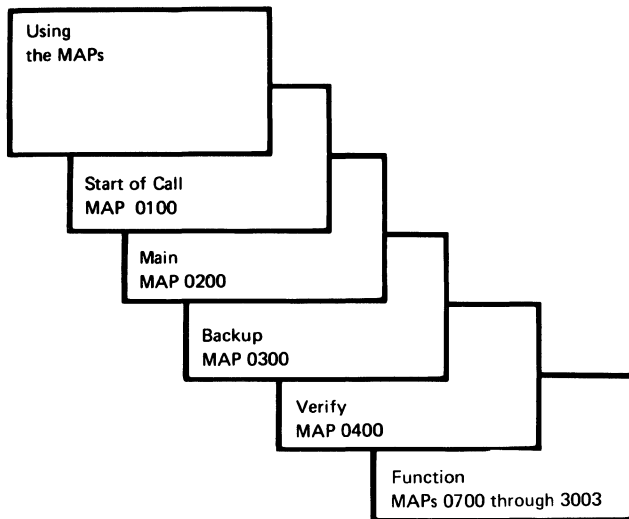 Using
the MAPs
Start of Call
MAP 0100
Main
MAP 0200
Backup
MAP 0300
Verify
MAP 0400
Function
MAPs 0700 through 3003